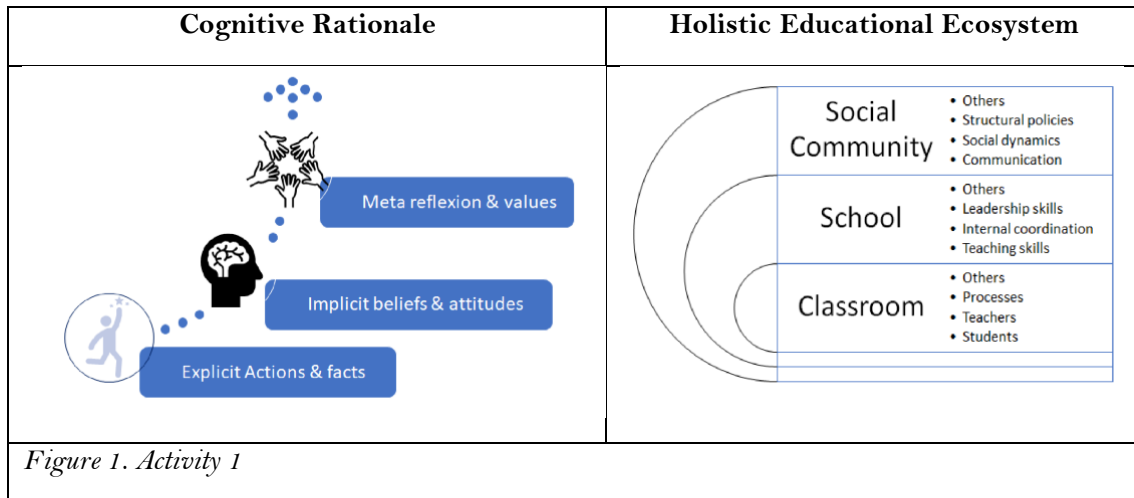 Cognitive Rationale
Holistic Educational Ecosystem
Meta reflexion & values
Implicit beliefs & attitudes
Explicit Actions & facts
Social
Community
• Others
• Structural policies
• Social dynamics
• Communication
School
• Others
• Leadership skills
• Internal coordination
• Teaching skills
Classroom
• Others
• Processes
• Teachers
• Students
Figure 1. Activity 1